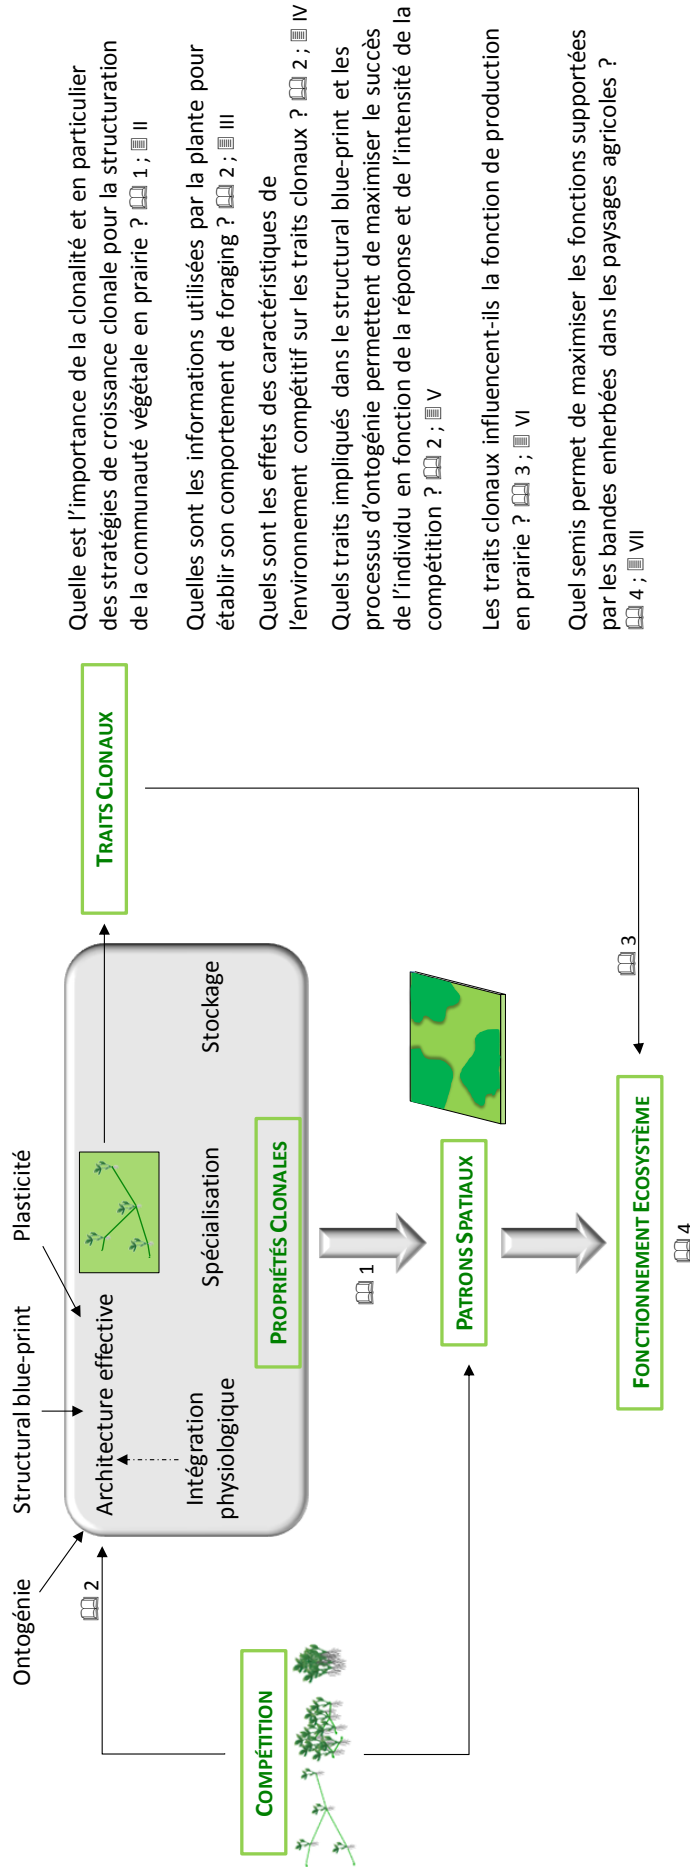 Ontogénie
Structural blue-print
Plasticité
Architecture effective
Intégration
physiologique
Spécialisation
Stockage
PROPRIÉTÉS CLONALES
TRAITS CLONAUX
🕮 2
COMPÉTITION
🕮 1
PATRONS SPATIAUX
🕮 3
FONCTIONNEMENT ECOSYSTÈME
🕮 4
Quelle est l’importance de la clonalité et en particulier
des stratégies de croissance clonale pour la structuration
de la communauté végétale en prairie ? 🕮 1 ; 🗏 II
Quelles sont les informations utilisées par la plante pour
établir son comportement de foraging ? 🕮 2 ; 🗏 III
Quels sont les effets des caractéristiques de
l’environnement compétitif sur les traits clonaux ? 🕮 2 ; 🗏 IV
Quels traits impliqués dans le structural blue-print et les
processus d’ontogénie permettent de maximiser le succès
de l’individu en fonction de la réponse et de l’intensité de la
compétition ? 🕮 2 ; 🗏 V
Les traits clonaux influencent-ils la fonction de production
en prairie ? 🕮 3 ; 🗏 VI
Quel semis permet de maximiser les fonctions supportées
par les bandes enherbées dans les paysages agricoles ?
🕮 4 ; 🗏 VII